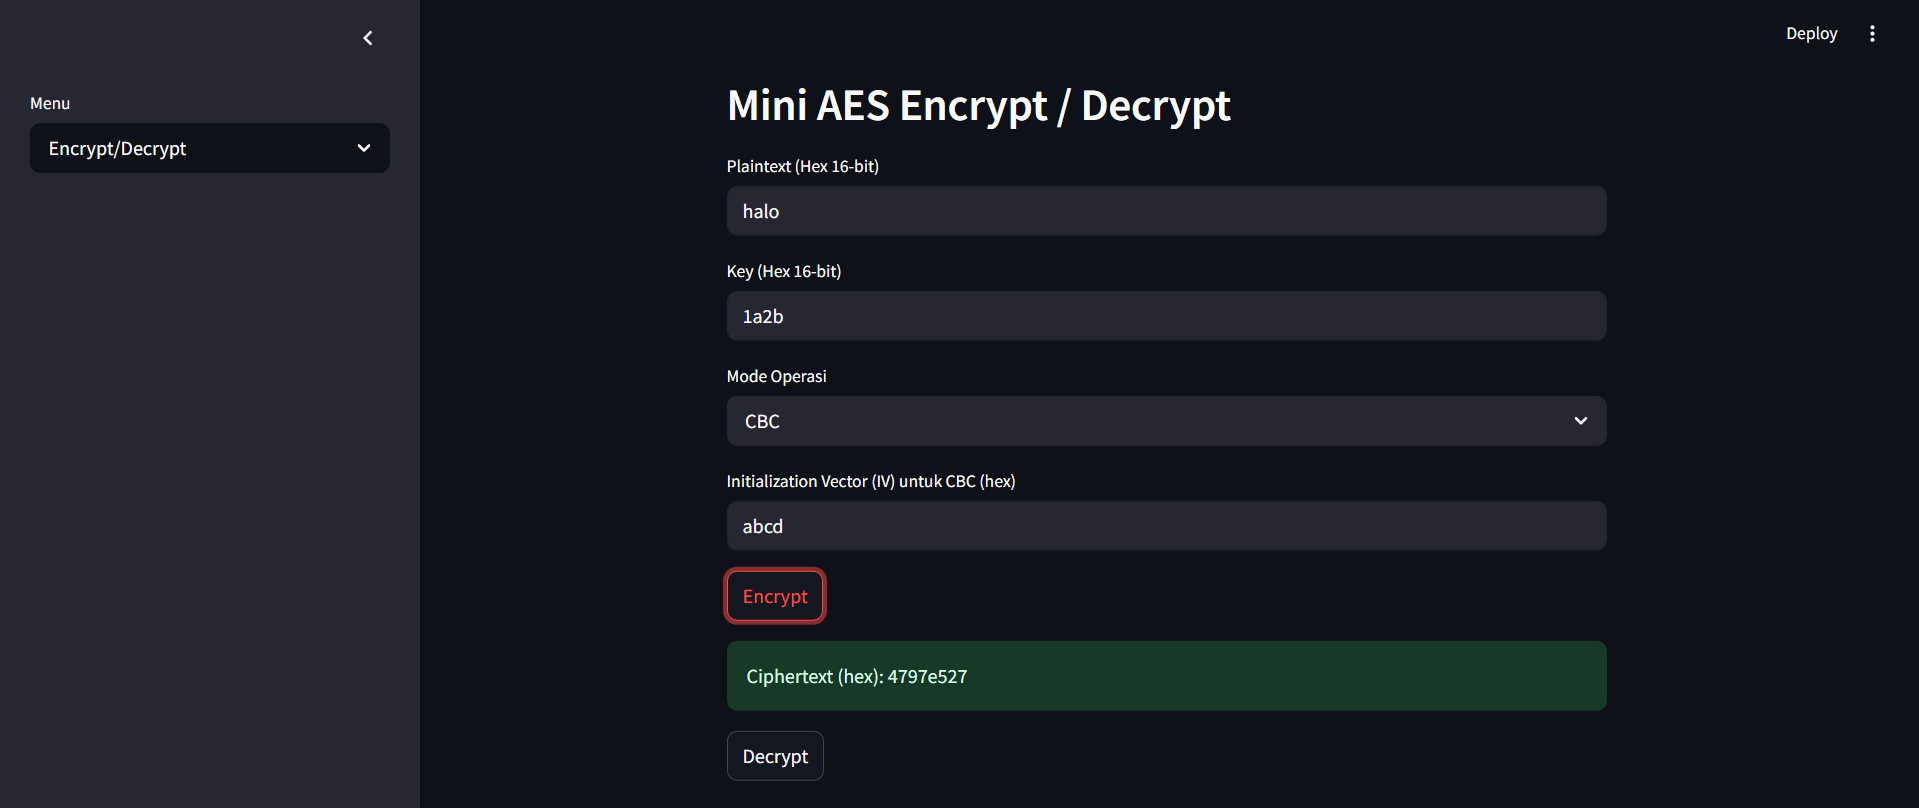 Deploy
Menu
Encrypt/Decrypt
Mini AES Encrypt / Decrypt
Plaintext (Hex 16-bit)
halo
Key (Hex 16-bit)
1a2b
Mode Operasi
CBC
Initialization Vector (IV) untuk CBC (hex)
abcd
Encrypt
Ciphertext (hex): 4797e527
Decrypt